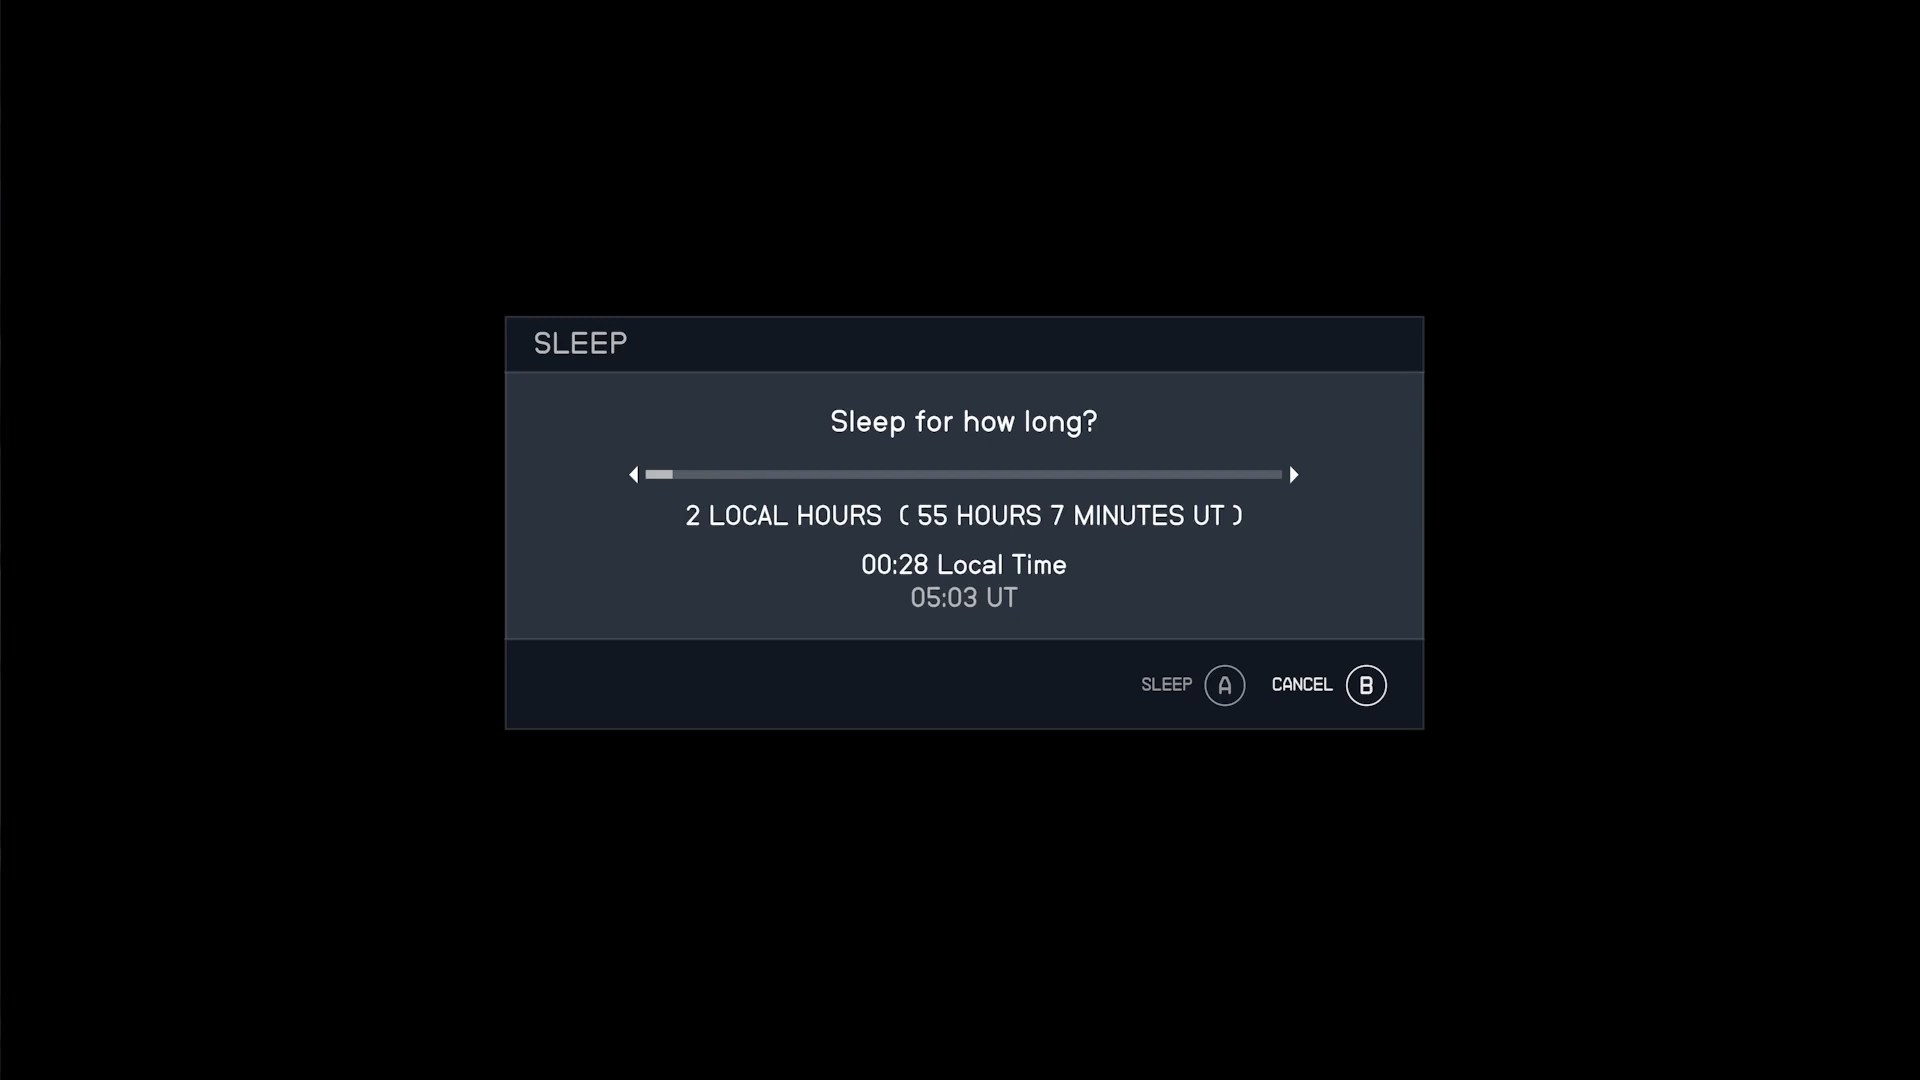 SLEEP
Sleep for how long?
2 LOCAL HOURS ( 55 HOURS 7 MINUTES UT )
00:28 Local Time
05:03 UT
SLEEP A CANCEL B